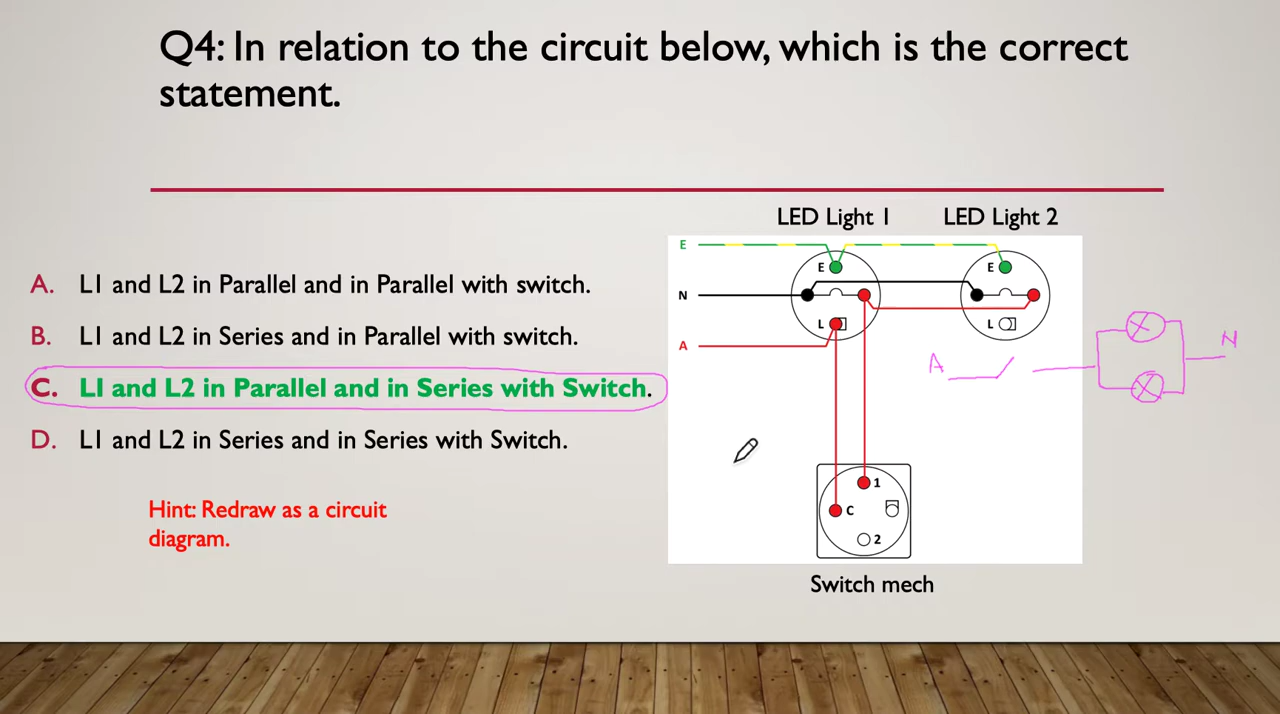 Q4: In relation to the circuit below, which is the correct
statement.
LED Light 1
LED Light 2
A. L1 and L2 in Parallel and in Parallel with switch.
B. L1 and L2 in Series and in Parallel with switch.
C. L1 and L2 in Parallel and in Series with Switch.
D. L1 and L2 in Series and in Series with Switch.
Hint: Redraw as a circuit
diagram.
E
E
E
N
L
L
A
A
N
1
C
2
Switch mech